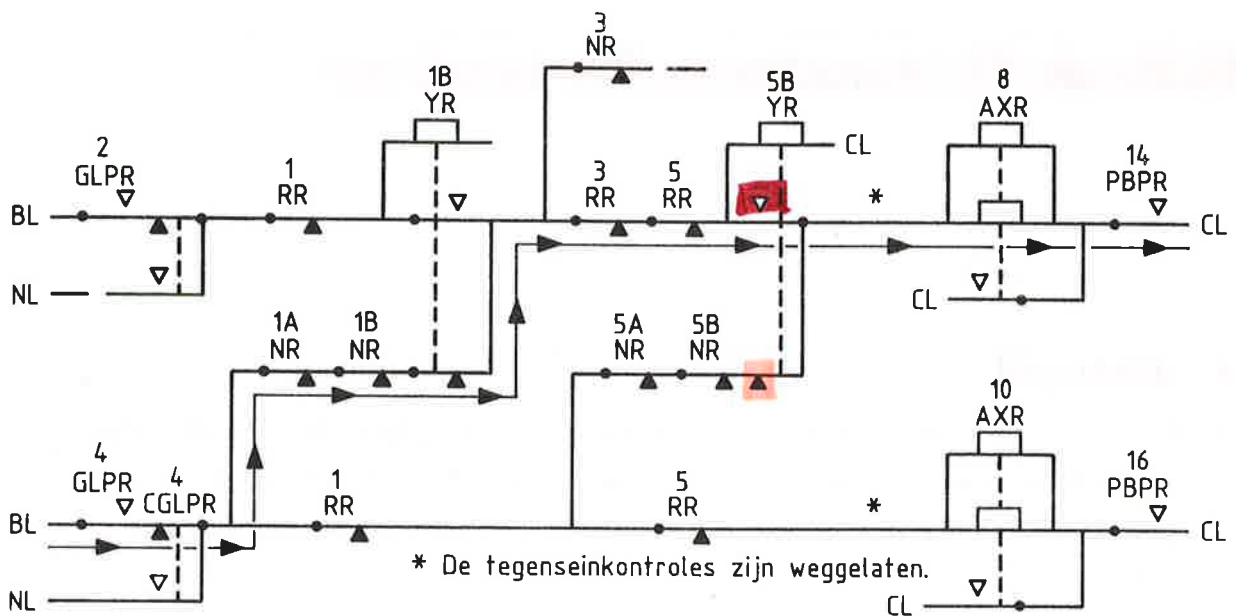 3
NR
1B
YR
5B
YR
8
AXR
CL
2
GLPR
1
RR
3
RR
5
RR
*
14
PBPR
BL
CL
NL
CL
1A
NR
1B
NR
5A
NR
5B
NR
10
AXR
4
GLPR
4
CGLPR
1
RR
5
RR
*
16
PBPR
BL
CL
* De tegenseinkontroles zijn weggelaten.
NL
CL